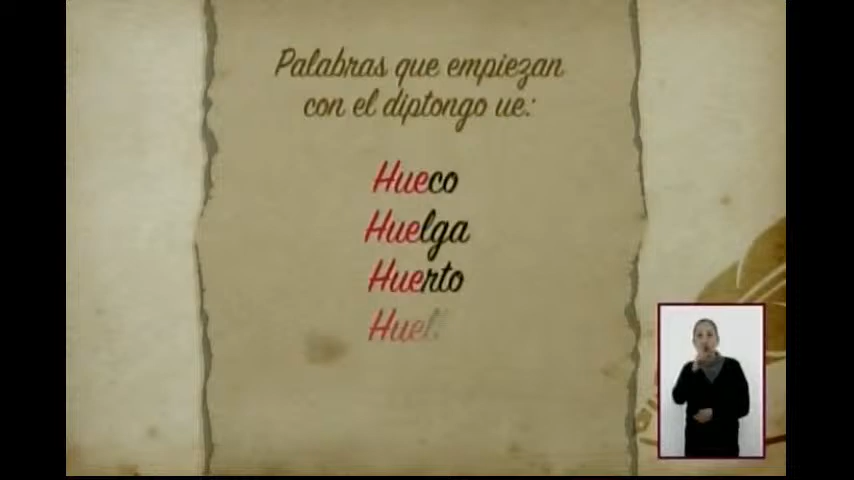 Palabras que empiezan
con el diptongo ue:
Hueco
Huelga
Huerto